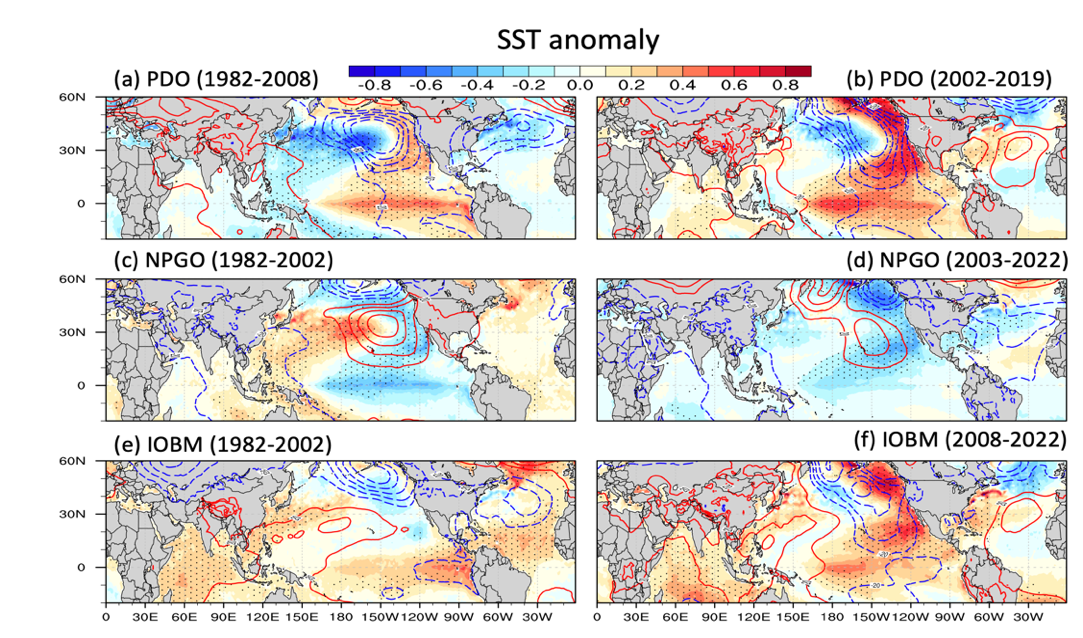 SST anomaly
(a) PDO (1982-2008)
-0.8 -0.6 -0.4 -0.2 0.0 0.2 0.4 0.6 0.8
(b) PDO (2002-2019)
60N
30N
0
(c) NPGO (1982-2002)
(d) NPGO (2003-2022)
60N
30N
0
(e) IOBM (1982-2002)
(f) IOBM (2008-2022)
60N
30N
0
0 30E 60E 90E 120E 150E 180 150W 120W 90W 60W 30W 0 30E 60E 90E 120E 150E 180 150W 120W 90W 60W 30W